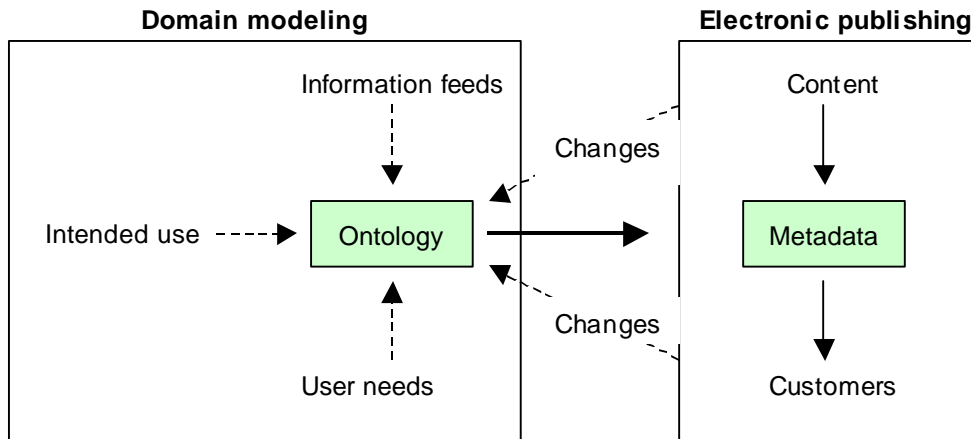 Domain modeling
Electronic publishing
Information feeds
Content
Changes
Intended use
Ontology
Metadata
Changes
User needs
Customers